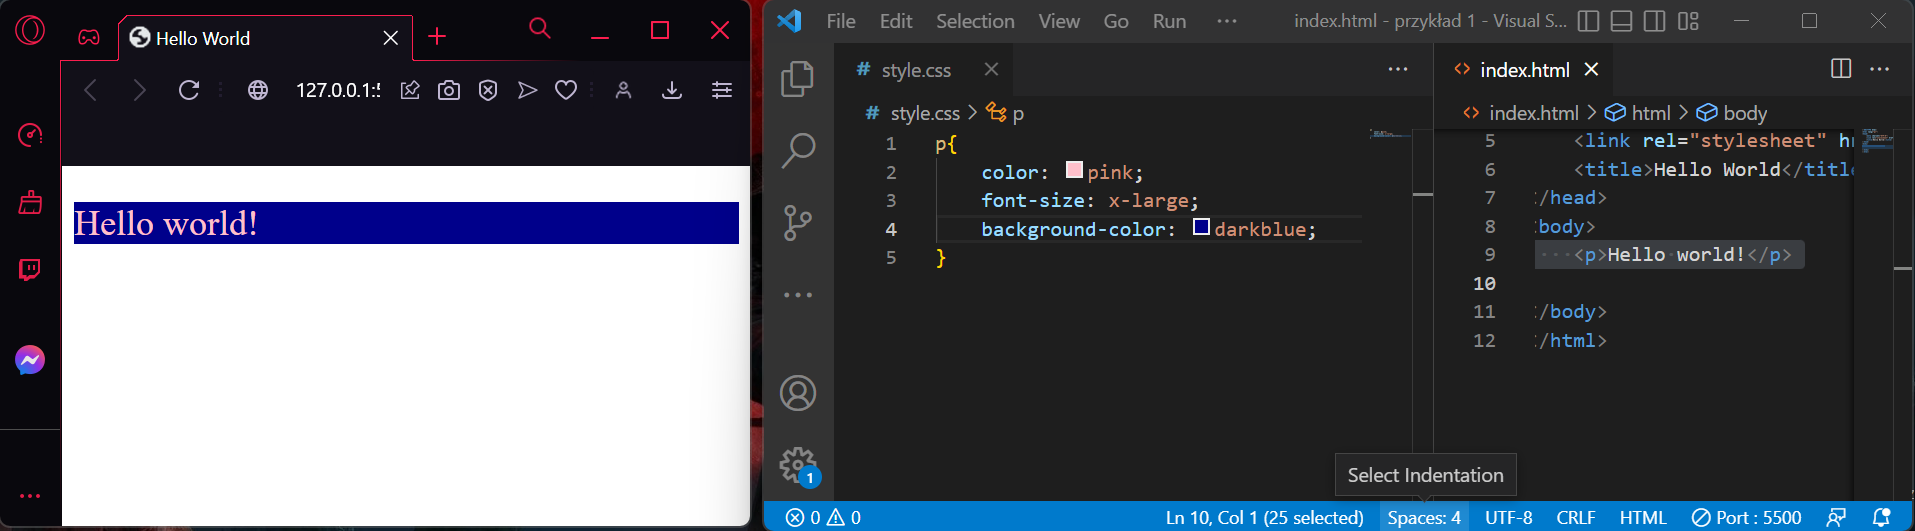 Hello World
127.0.0.1:5
Hello world!
File Edit Selection View Go Run ··· index.html - przykład 1 - Visual S...
# style.css
# style.css > p
1 p{
2 color: pink;
3 font-size: x-large;
4 background-color: darkblue;
5 }
<> index.html
<> index.html > html > body
5 <link rel="stylesheet" h
6 <title>Hello World</title
7 /head>
8 body>
9 <p>Hello world!</p>
10
11 /body>
12 /html>
1
Select Indentation
0 0 Ln 10, Col 1 (25 selected) Spaces: 4 UTF-8 CRLF HTML Port : 5500